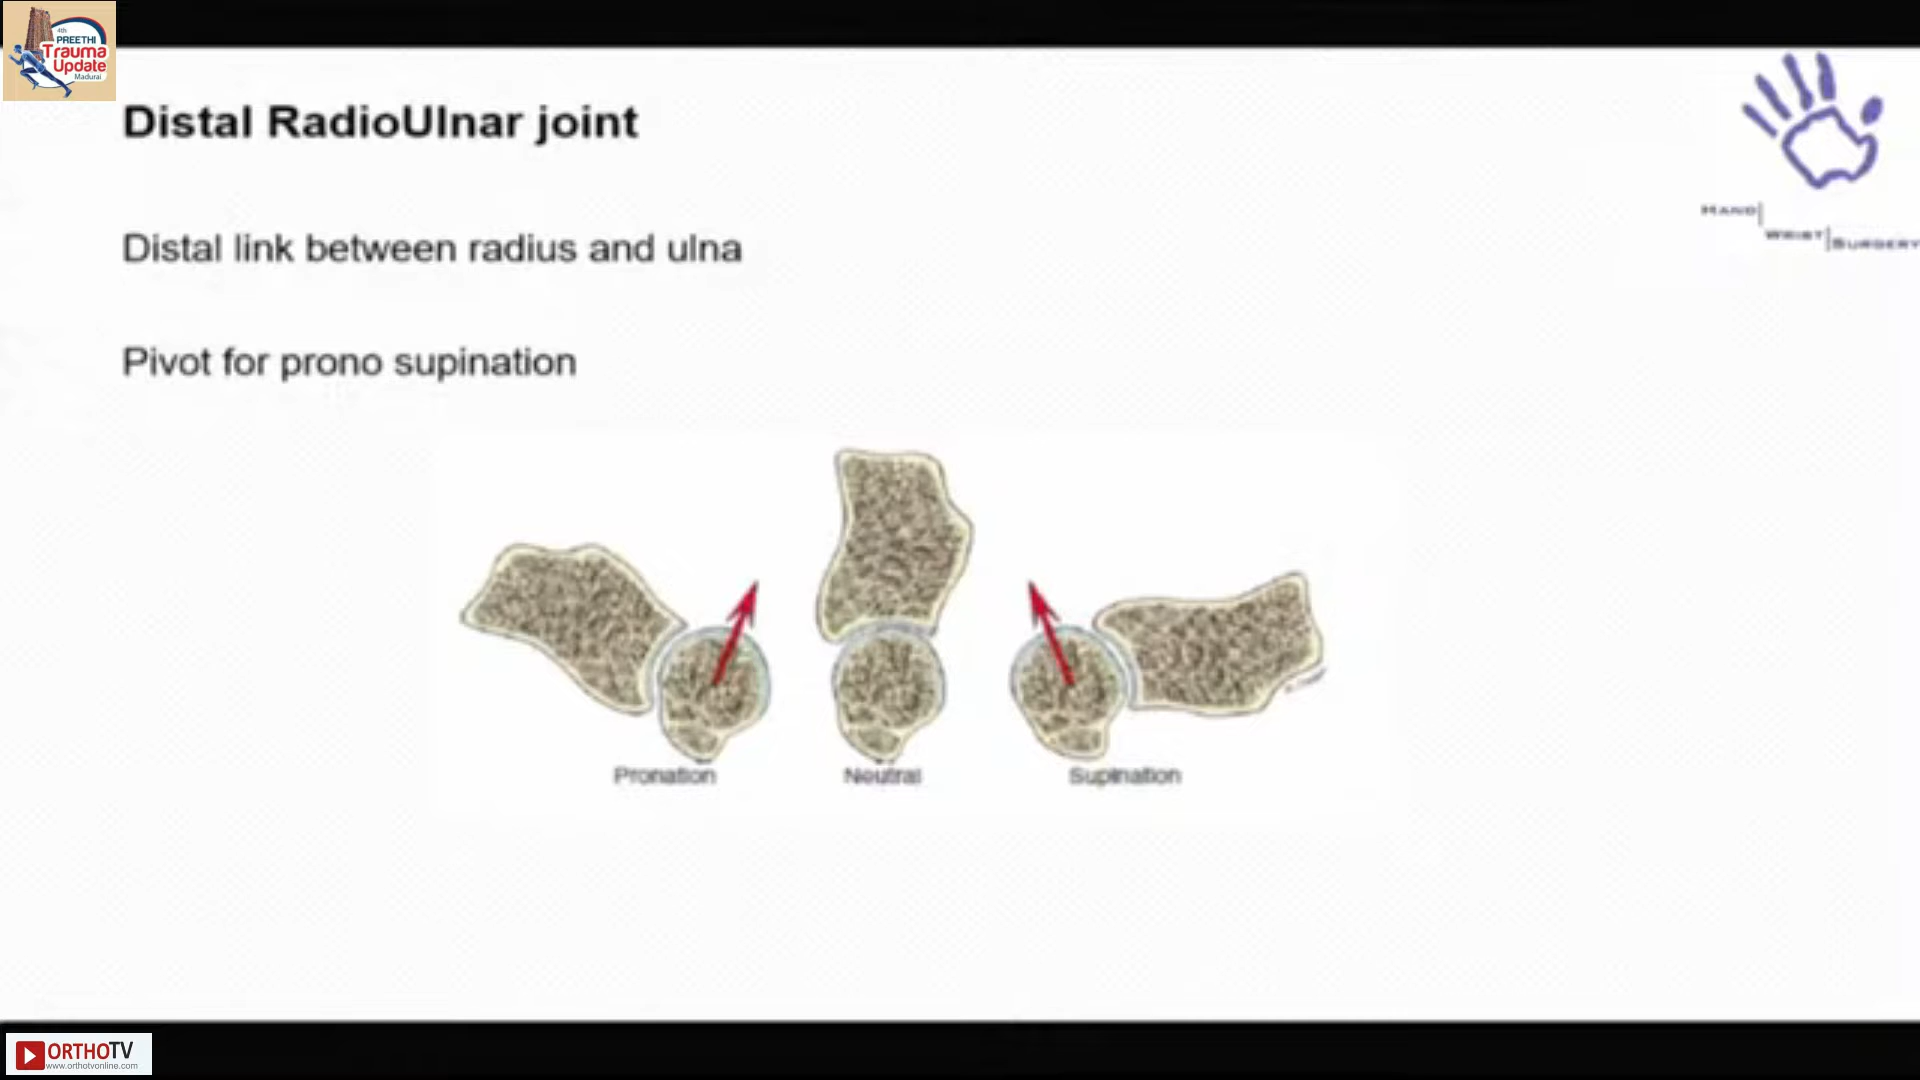 4th
PREETHI
Trauma
Update
Madurai
Distal RadioUlnar joint
HAND
WRIST SURGERY
Distal link between radius and ulna
Pivot for prono supination
Pronation
Neutral
Supination
ORTHOTV
www.orthotvonline.com